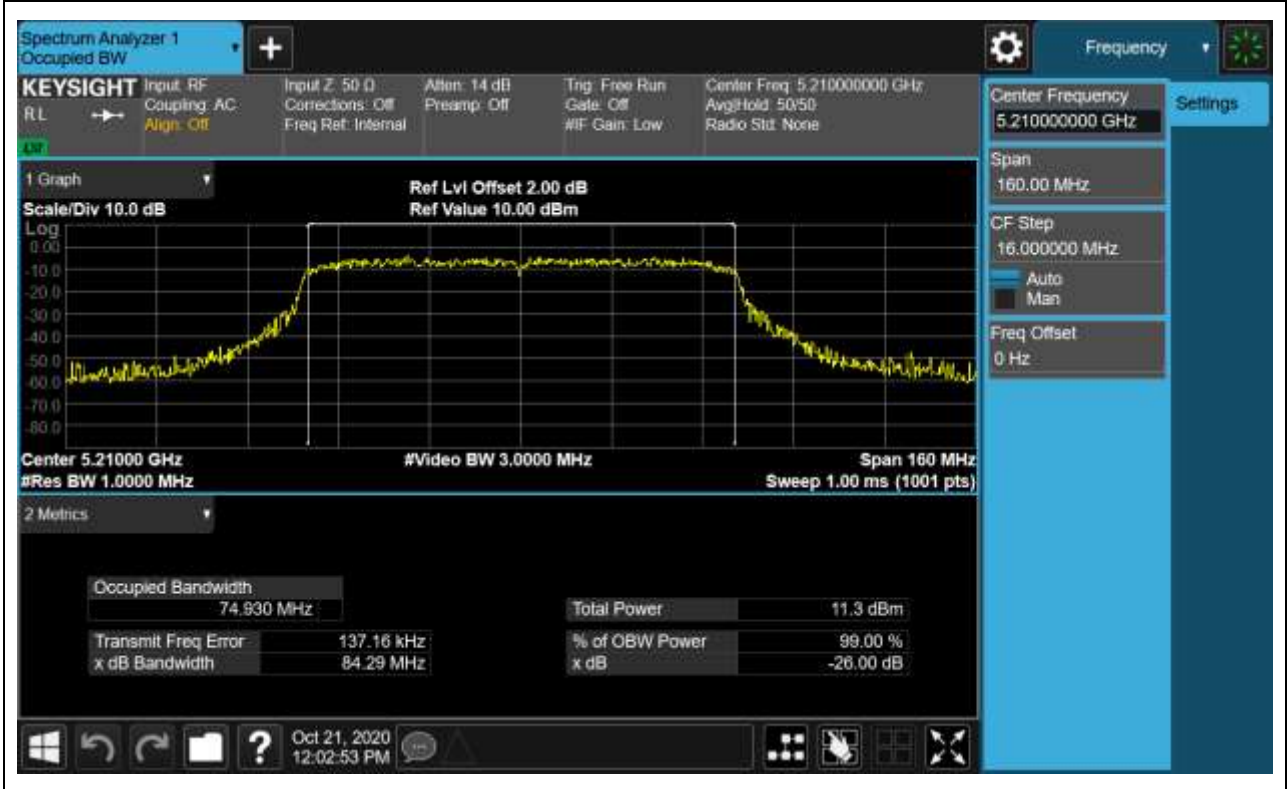 Spectrum Analyzer 1
Occupied BW
Frequency
KEYSIGHT
RL
Input: RF
Coupling: AC
Align: Off
Input Z: 50 Ω
Corrections: Off
Freq Ref: Internal
Atten: 14 dB
Preamp: Off
Trig: Free Run
Gate: Off
#IF Gain: Low
Center Freq: 5.210000000 GHz
Avg|Hold: 50/50
Radio Std: None
Center Frequency
5.210000000 GHz
Settings
Span
160.00 MHz
CF Step
16.000000 MHz
Auto
Man
Freq Offset
0 Hz
1 Graph
Scale/Div 10.0 dB
Ref Lvl Offset 2.00 dB
Ref Value 10.00 dBm
Log
0.00
-10.0
-20.0
-30.0
-40.0
-50.0
-60.0
-70.0
-80.0
Center 5.21000 GHz
#Video BW 3.0000 MHz
Span 160 MHz
#Res BW 1.0000 MHz
Sweep 1.00 ms (1001 pts)
2 Metrics
Occupied Bandwidth
74.930 MHz
Total Power 11.3 dBm
Transmit Freq Error 137.16 kHz
% of OBW Power 99.00 %
x dB Bandwidth 84.29 MHz
x dB -26.00 dB
?
Oct 21, 2020
12:02:53 PM